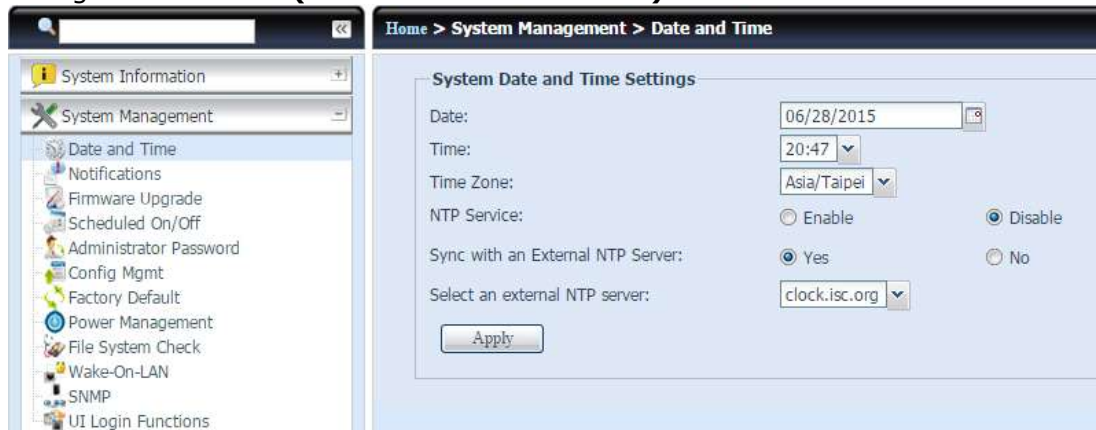 Home > System Management > Date and Time
System Information
System Management
Date and Time
Notifications
Firmware Upgrade
Scheduled On/Off
Administrator Password
Config Mgmt
Factory Default
Power Management
File System Check
Wake-On-LAN
SNMP
UI Login Functions
System Date and Time Settings
Date: 06/28/2015
Time: 20:47
Time Zone: Asia/Taipei
NTP Service: Enable Disable
Sync with an External NTP Server: Yes No
Select an external NTP server: clock.isc.org
Apply